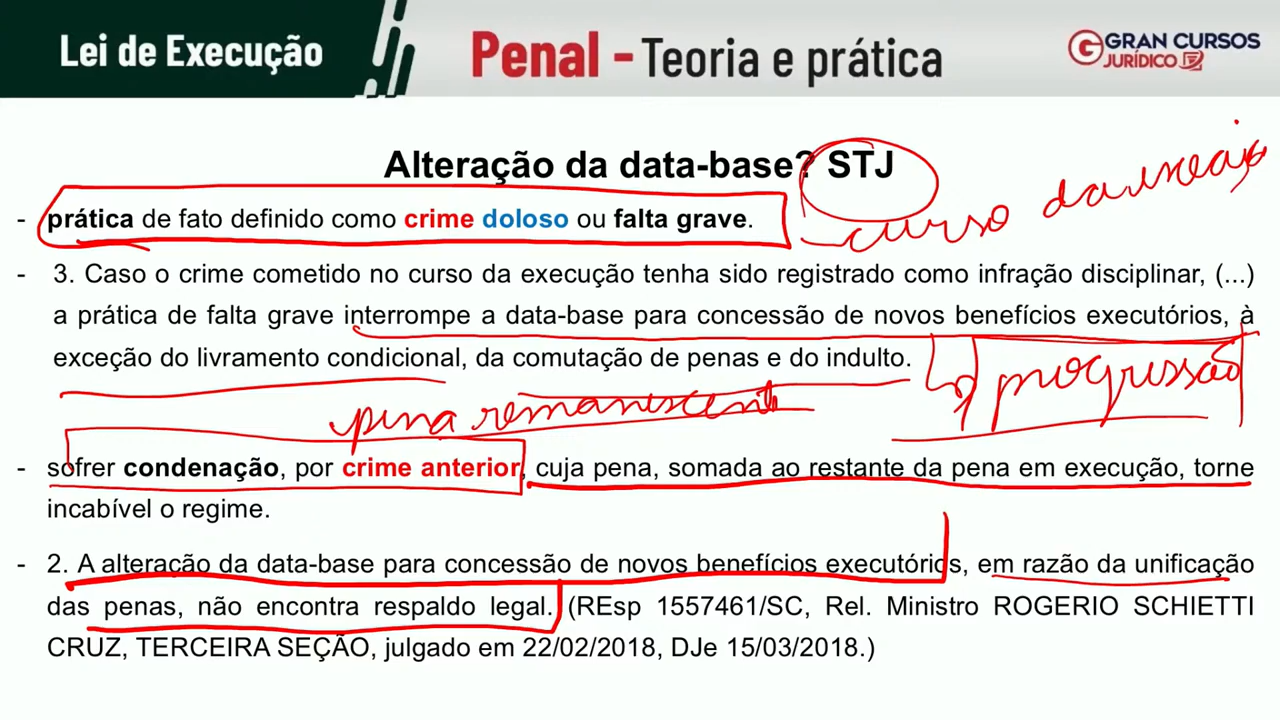 Lei de Execução Penal - Teoria e prática
GRAN CURSOS
JURÍDICO
Alteração da data-base? STJ
- prática de fato definido como crime doloso ou falta grave.
curso da execução
- 3. Caso o crime cometido no curso da execução tenha sido registrado como infração disciplinar, (...)
a prática de falta grave interrompe a data-base para concessão de novos benefícios executórios, à
exceção do livramento condicional, da comutação de penas e do indulto.
progressão
pena remanescente
- sofrer condenação, por crime anterior, cuja pena, somada ao restante da pena em execução, torne
incabível o regime.
- 2. A alteração da data-base para concessão de novos benefícios executórios, em razão da unificação
das penas, não encontra respaldo legal. (REsp 1557461/SC, Rel. Ministro ROGERIO SCHIETTI
CRUZ, TERCEIRA SEÇÃO, julgado em 22/02/2018, DJe 15/03/2018.)